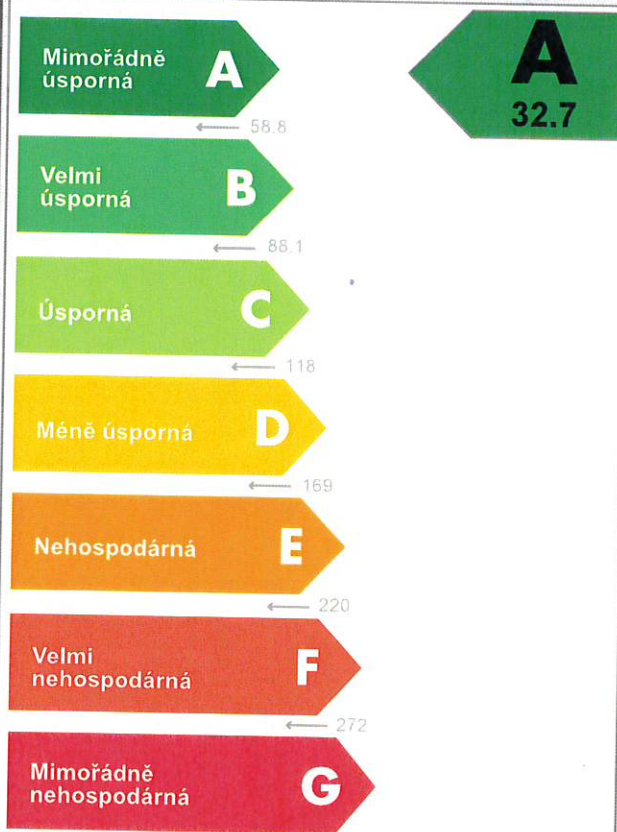 Mimořádně
úsporná
A
A
32.7
58.8
Velmi
úsporná
B
88.1
Úsporná
C
118
Méně úsporná
D
169
Nehospodárná
E
220
Velmi
nehospodárná
F
272
Mimořádně
nehospodárná
G